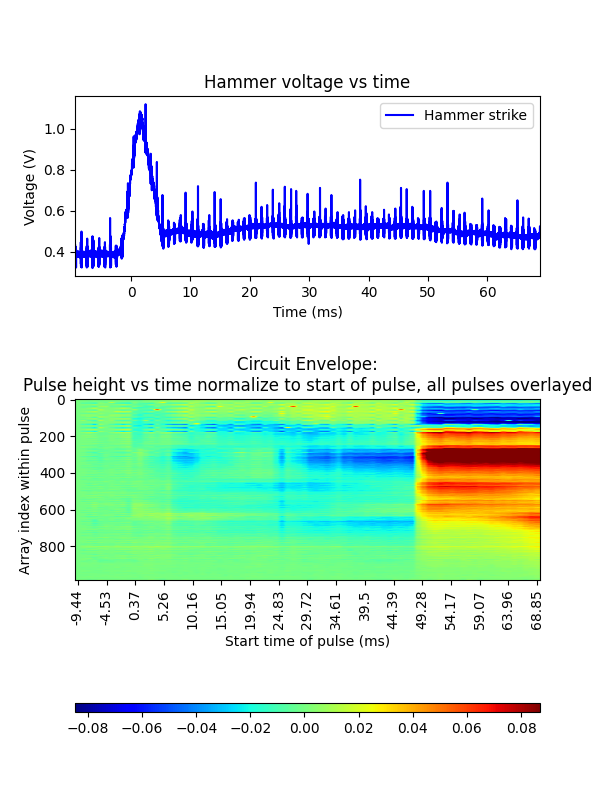 Hammer voltage vs time
Hammer strike
Voltage (V)
1.0
0.8
0.6
0.4
0 10 20 30 40 50 60
Time (ms)
Circuit Envelope:
Pulse height vs time normalize to start of pulse, all pulses overlayed
Array index within pulse
0
200
400
600
800
-9.44 -4.53 0.37 5.26 10.16 15.05 19.94 24.83 29.72 34.61 39.5 44.39 49.28 54.17 59.07 63.96 68.85
Start time of pulse (ms)
−0.08 −0.06 −0.04 −0.02 0.00 0.02 0.04 0.06 0.08